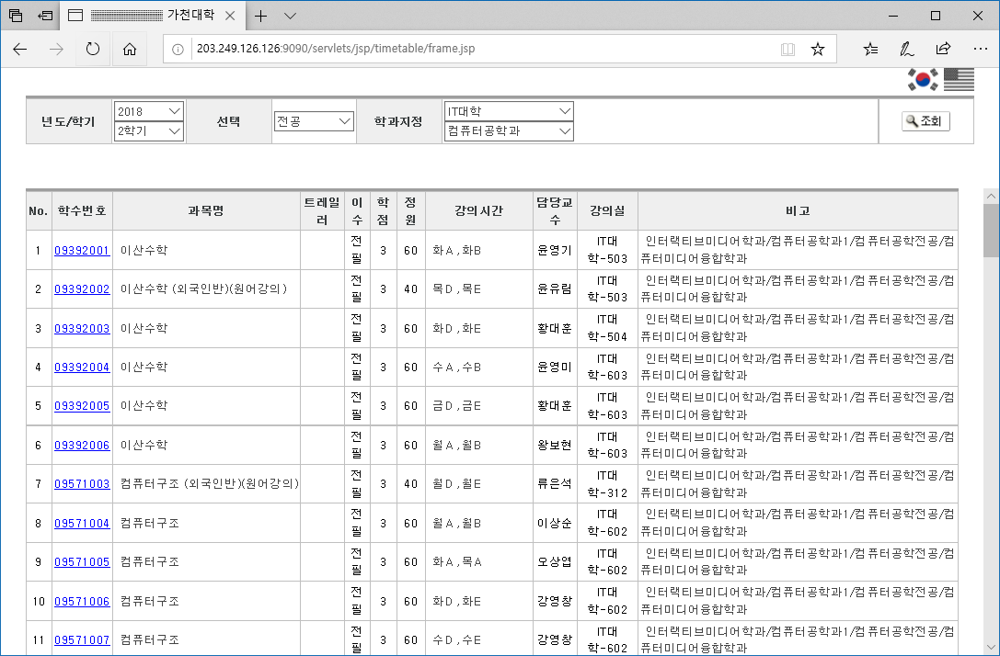 가천대학
203.249.126.126:9090/servlets/jsp/timetable/frame.jsp
년도/학기 2018 선택 전공 학과지정 IT대학 조회
2학기 컴퓨터공학과
No. 학수번호 과목명 트레일러 이수 학점 정원 강의시간 담당교수 강의실 비고
1 09392001 이산수학 전필 3 60 화A,화B 윤영기 IT대학-503 인터랙티브미디어학과/컴퓨터공학과1/컴퓨터공학전공/컴퓨터미디어융합학과
2 09392002 이산수학 (외국인반)(원어강의) 전필 3 40 목D,목E 윤유림 IT대학-503 인터랙티브미디어학과/컴퓨터공학과1/컴퓨터공학전공/컴퓨터미디어융합학과
3 09392003 이산수학 전필 3 60 화D,화E 황대훈 IT대학-504 인터랙티브미디어학과/컴퓨터공학과1/컴퓨터공학전공/컴퓨터미디어융합학과
4 09392004 이산수학 전필 3 60 수A,수B 윤영미 IT대학-603 인터랙티브미디어학과/컴퓨터공학과1/컴퓨터공학전공/컴퓨터미디어융합학과
5 09392005 이산수학 전필 3 60 금D,금E 황대훈 IT대학-603 인터랙티브미디어학과/컴퓨터공학과1/컴퓨터공학전공/컴퓨터미디어융합학과
6 09392006 이산수학 전필 3 60 월A,월B 왕보현 IT대학-603 인터랙티브미디어학과/컴퓨터공학과1/컴퓨터공학전공/컴퓨터미디어융합학과
7 09571003 컴퓨터구조 (외국인반)(원어강의) 전필 3 40 월D,월E 류은석 IT대학-312 인터랙티브미디어학과/컴퓨터공학과1/컴퓨터공학전공/컴퓨터미디어융합학과
8 09571004 컴퓨터구조 전필 3 60 월A,월B 이상순 IT대학-602 인터랙티브미디어학과/컴퓨터공학과1/컴퓨터공학전공/컴퓨터미디어융합학과
9 09571005 컴퓨터구조 전필 3 60 화A,목A 오상엽 IT대학-602 인터랙티브미디어학과/컴퓨터공학과1/컴퓨터공학전공/컴퓨터미디어융합학과
10 09571006 컴퓨터구조 전필 3 60 화D,화E 강영창 IT대학-602 인터랙티브미디어학과/컴퓨터공학과1/컴퓨터공학전공/컴퓨터미디어융합학과
11 09571007 컴퓨터구조 전필 3 60 수D,수E 강영창 IT대학-602 인터랙티브미디어학과/컴퓨터공학과1/컴퓨터공학전공/컴퓨터미디어융합학과